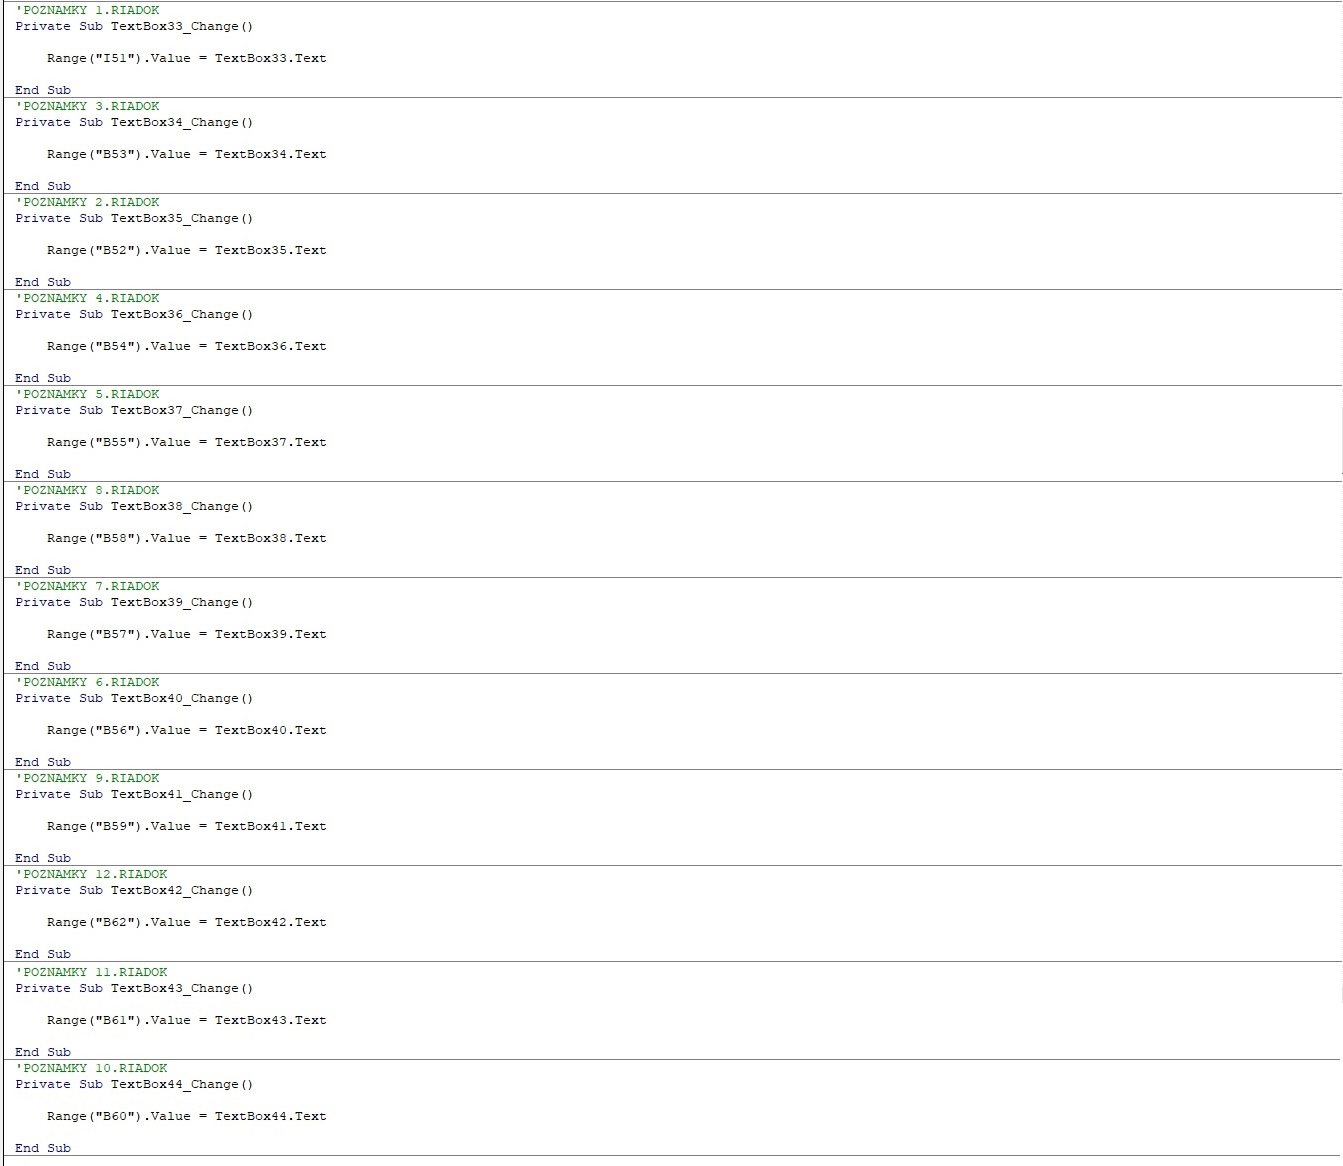 'POZNAMKY 1.RIADOK
Private Sub TextBox33_Change()
Range("I51").Value = TextBox33.Text
End Sub
'POZNAMKY 3.RIADOK
Private Sub TextBox34_Change()
Range("B53").Value = TextBox34.Text
End Sub
'POZNAMKY 2.RIADOK
Private Sub TextBox35_Change()
Range("B52").Value = TextBox35.Text
End Sub
'POZNAMKY 4.RIADOK
Private Sub TextBox36_Change()
Range("B54").Value = TextBox36.Text
End Sub
'POZNAMKY 5.RIADOK
Private Sub TextBox37_Change()
Range("B55").Value = TextBox37.Text
End Sub
'POZNAMKY 8.RIADOK
Private Sub TextBox38_Change()
Range("B58").Value = TextBox38.Text
End Sub
'POZNAMKY 7.RIADOK
Private Sub TextBox39_Change()
Range("B57").Value = TextBox39.Text
End Sub
'POZNAMKY 6.RIADOK
Private Sub TextBox40_Change()
Range("B56").Value = TextBox40.Text
End Sub
'POZNAMKY 9.RIADOK
Private Sub TextBox41_Change()
Range("B59").Value = TextBox41.Text
End Sub
'POZNAMKY 12.RIADOK
Private Sub TextBox42_Change()
Range("B62").Value = TextBox42.Text
End Sub
'POZNAMKY 11.RIADOK
Private Sub TextBox43_Change()
Range("B61").Value = TextBox43.Text
End Sub
'POZNAMKY 10.RIADOK
Private Sub TextBox44_Change()
Range("B60").Value = TextBox44.Text
End Sub